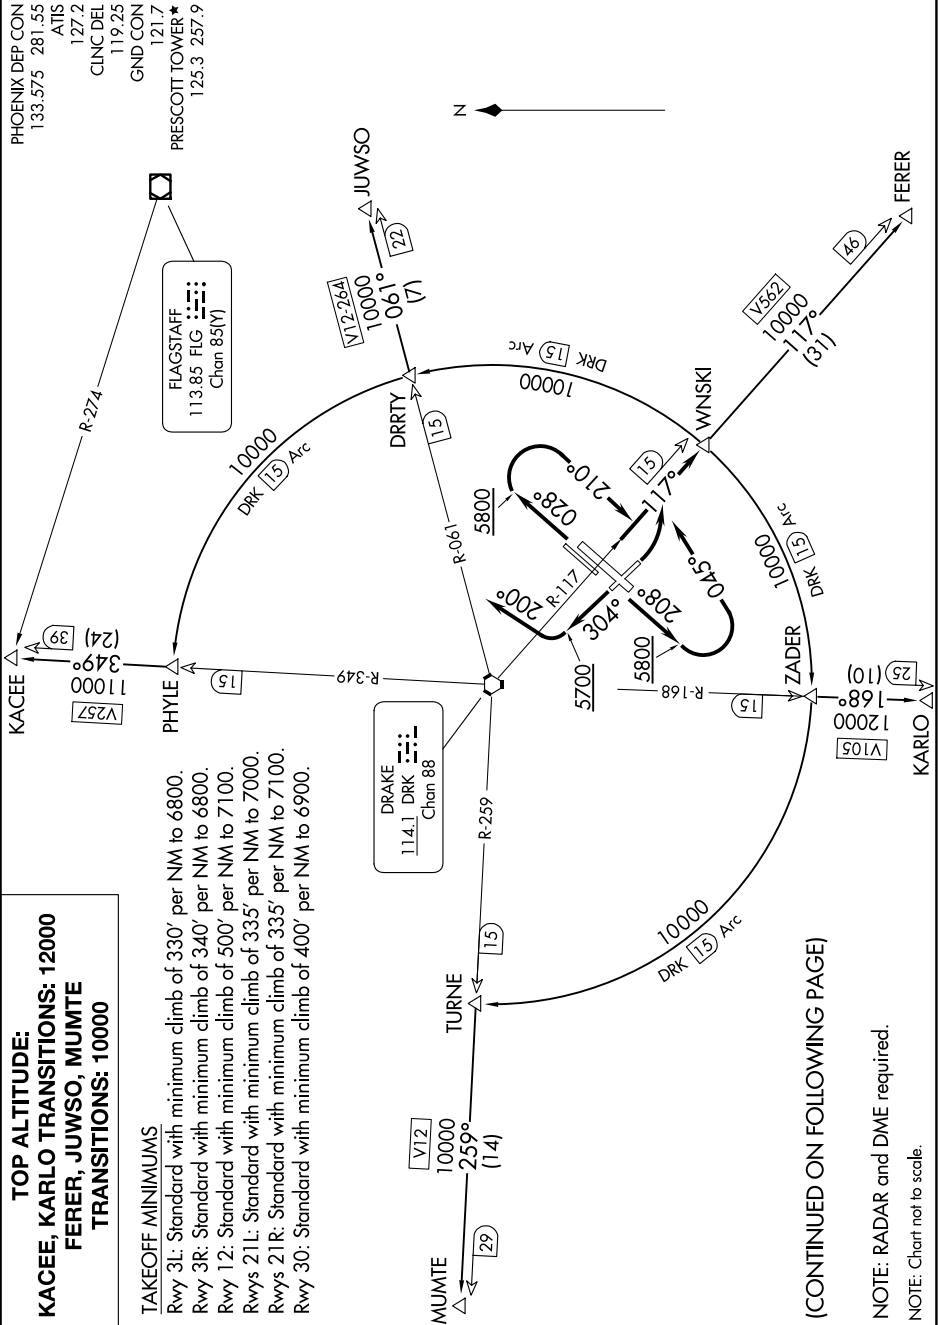 TOP ALTITUDE:
KACEE, KARLO TRANSITIONS: 12000
FERER, JUWSO, MUMTE
TRANSITIONS: 10000
PHOENIX DEP CON
133.575 281.55
ATIS
127.2
CLNC DEL
119.25
GND CON
121.7
PRESCOTT TOWER★
125.3 257.9
TAKEOFF MINIMUMS
Rwy 3L: Standard with minimum climb of 330' per NM to 6800.
Rwy 3R: Standard with minimum climb of 340' per NM to 6800.
Rwy 12: Standard with minimum climb of 500' per NM to 7100.
Rwys 21L: Standard with minimum climb of 335' per NM to 7000.
Rwys 21R: Standard with minimum climb of 335' per NM to 7100.
Rwy 30: Standard with minimum climb of 400' per NM to 6900.
KACEE
39
V257
11000
349°
(24)
PHYLE
15
R-349
R-274
FLAGSTAFF
113.85 FLG
Chan 85(Y)
10000
DRK 15 Arc
N
JUWSO
22
V12-264
10000
061°
(7)
DRRTY
15
R-061
10000
DRK 15 Arc
DRAKE
114.1 DRK
Chan 88
R-259
15
TURNE
V12
10000
259°
(14)
29
MUMTE
5800
028°
210°
200°
R-117
304°
5700
208°
5800
045°
117°
15
WNSKI
V562
10000
117°
(31)
46
FERER
10000
DRK 15 Arc
R-168
15
ZADER
V105
12000
168°
(10)
25
KARLO
10000
DRK 15 Arc
(CONTINUED ON FOLLOWING PAGE)
NOTE: RADAR and DME required.
NOTE: Chart not to scale.